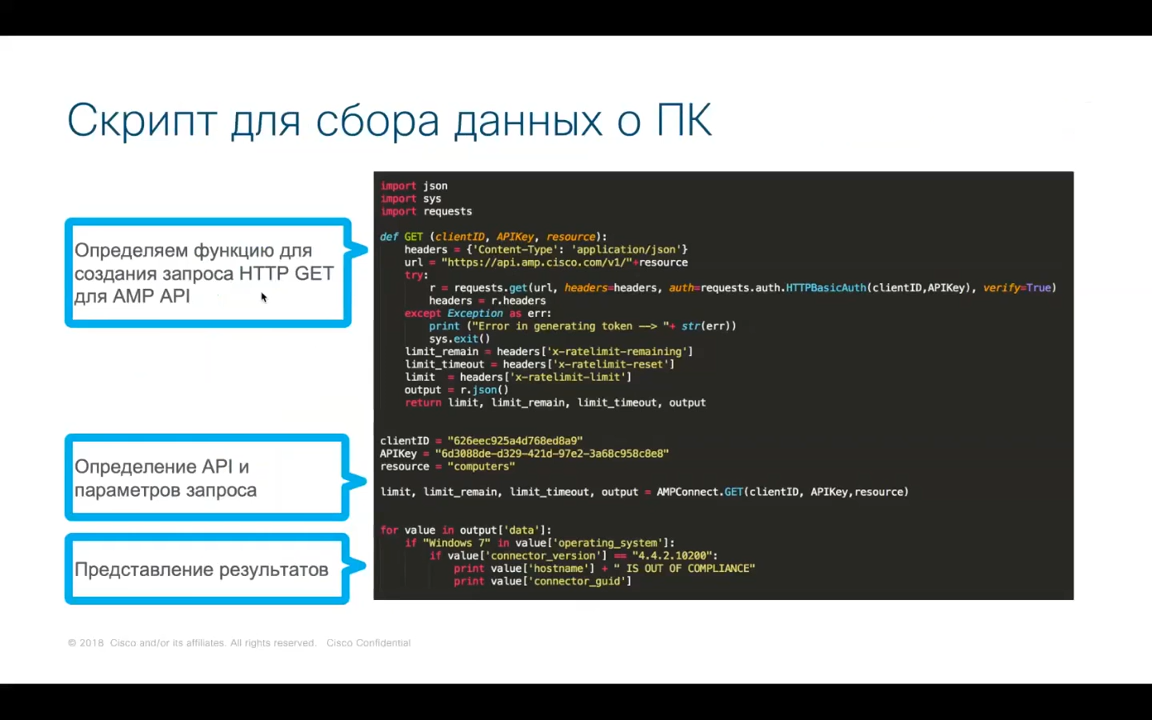 Скрипт для сбора данных о ПК
Определяем функцию для
создания запроса HTTP GET
для AMP API
import json
import sys
import requests
def GET (clientID, APIKey, resource):
headers = {'Content-Type': 'application/json'}
url = "https://api.amp.cisco.com/v1/"+resource
try:
r = requests.get(url, headers=headers, auth=requests.auth.HTTPBasicAuth(clientID,APIKey), verify=True)
headers = r.headers
except Exception as err:
print ("Error in generating token --> "+ str(err))
sys.exit()
limit_remain = headers['x-ratelimit-remaining']
limit_timeout = headers['x-ratelimit-reset']
limit  = headers['x-ratelimit-limit']
output = r.json()
return limit, limit_remain, limit_timeout, output
Определение API и
параметров запроса
clientID = "626eec925a4d768ed8a9"
APIKey = "6d3088de-d329-421d-97e2-3a68c958c8e8"
resource = "computers"
limit, limit_remain, limit_timeout, output = AMPConnect.GET(clientID, APIKey,resource)
Представление результатов
for value in output['data']:
if "Windows 7" in value['operating_system']:
if value['connector_version'] == "4.4.2.10200":
print value['hostname'] + " IS OUT OF COMPLIANCE"
print value['connector_guid']
© 2018 Cisco and/or its affiliates. All rights reserved. Cisco Confidential